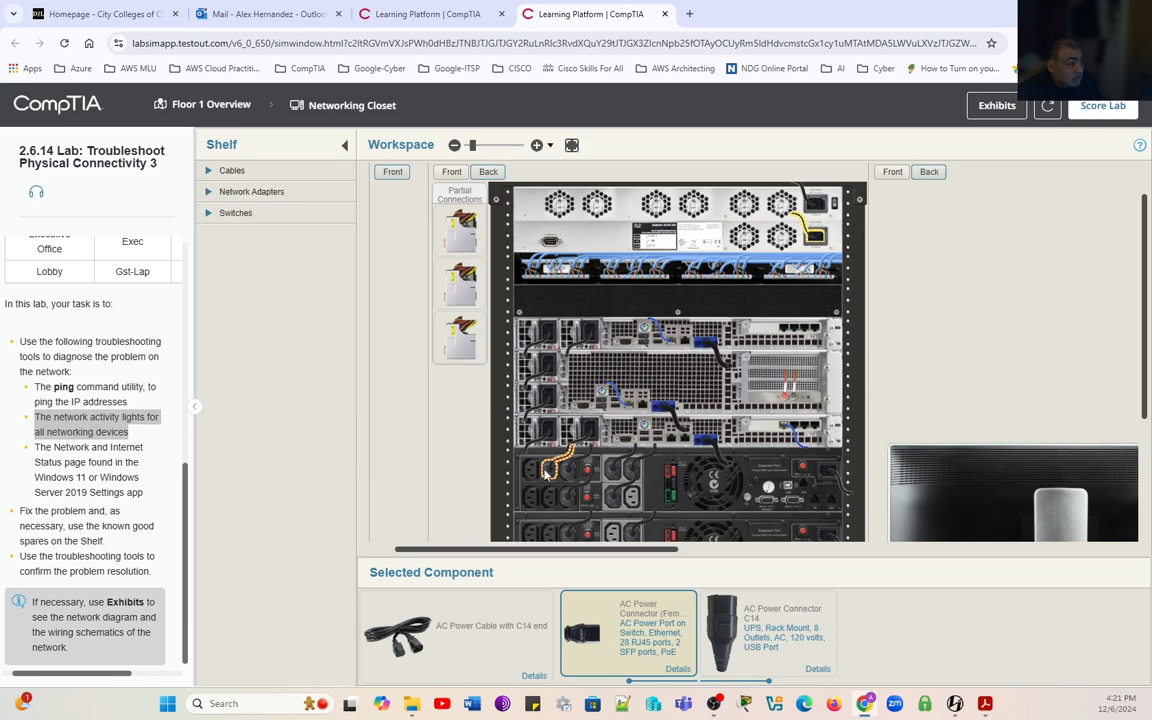 Homepage - City Colleges of C
Mail - Alex Hernandez - Outloo
Learning Platform | CompTIA
Learning Platform | CompTIA
Apps
Azure
AWS MLU
AWS Cloud Practiti...
CompTIA
Google-Cyber
Google-ITSP
CISCO
Cisco Skills For All
AWS Architecting
NDG Online Portal
AI
Cyber
How to Turn on you...
CompTIA.
Floor 1 Overview
Networking Closet
Exhibits
Score Lab
2.6.14 Lab: Troubleshoot
Physical Connectivity 3
Executive
Office
Exec
Lobby
Gst-Lap
In this lab, your task is to:
Use the following troubleshooting
tools to diagnose the problem on
the network:
The ping command utility, to
ping the IP addresses
The network activity lights for
all networking devices
The Network and Internet
Status page found in the
Windows 11 or Windows
Server 2019 Settings app
Fix the problem and, as
necessary, use the known good
spares on the Shelf.
Use the troubleshooting tools to
confirm the problem resolution.
If necessary, use Exhibits to
see the network diagram and
the wiring schematics of the
network.
Shelf
Cables
Network Adapters
Switches
Workspace
Front
Front
Back
Front
Back
Partial
Connections
Selected Component
AC Power Cable with C14 end
Details
AC Power
Connector (Fem...
AC Power Port on
Switch, Ethernet,
28 RJ45 ports, 2
SFP ports, PoE
Details
AC Power Connector
C14
UPS, Rack Mount, 8
Outlets, AC, 120 volts,
USB Port
Details
1
Search
4:21 PM
12/6/2024